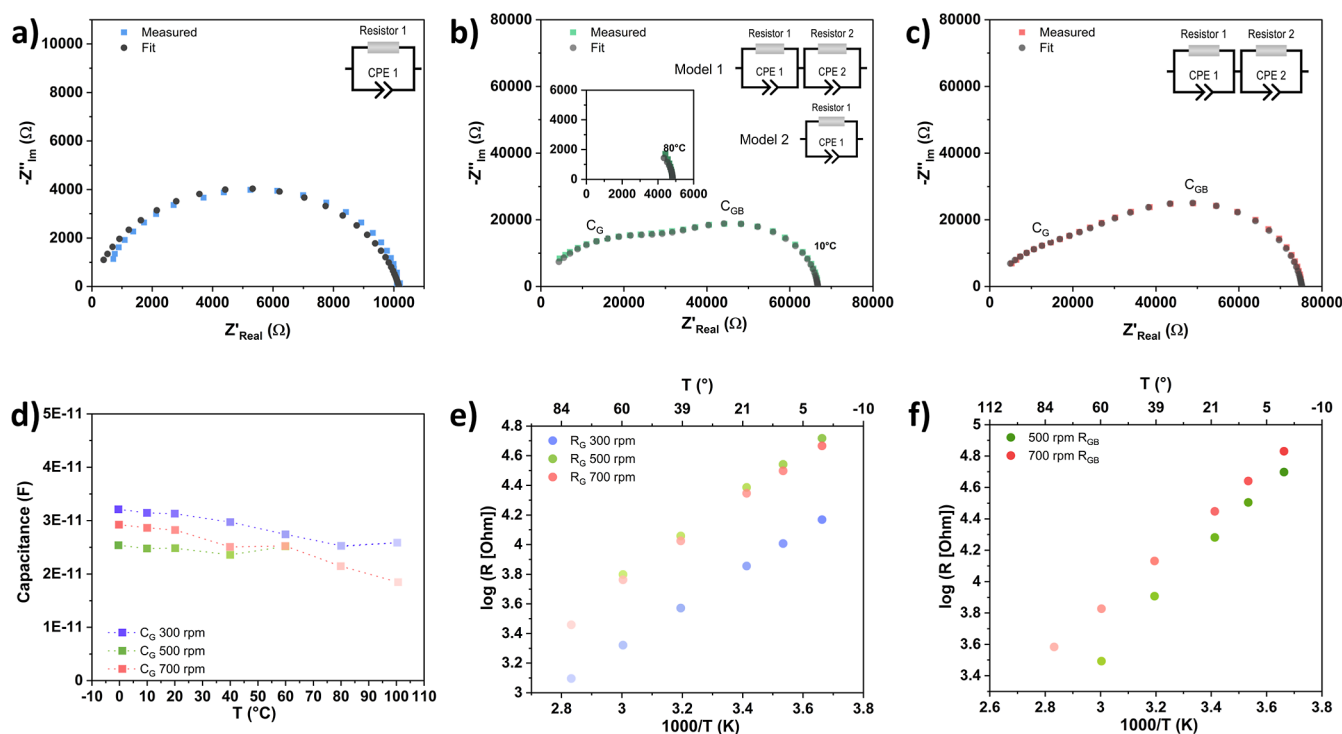 a)
Measured
Fit
Resistor 1
CPE 1
10000
8000
6000
4000
2000
0
-Z''Im (Ω)
0 2000 4000 6000 8000 10000
Z'Real (Ω)
b)
Measured
Fit
Model 1
Resistor 1 Resistor 2
CPE 1 CPE 2
Model 2
Resistor 1
CPE 1
80000
60000
40000
20000
0
-Z''Im (Ω)
6000
4000
2000
0
80°C
0 2000 4000 6000
CG
CGB
10°C
0 20000 40000 60000 80000
Z'Real (Ω)
c)
Measured
Fit
Resistor 1 Resistor 2
CPE 1 CPE 2
80000
60000
40000
20000
0
-Z''Im (Ω)
CG
CGB
0 20000 40000 60000 80000
Z'Real (Ω)
d)
5E-11
4E-11
3E-11
2E-11
1E-11
0
Capacitance (F)
CG 300 rpm
CG 500 rpm
CG 700 rpm
-10 0 10 20 30 40 50 60 70 80 90 100 110
T (°C)
e)
T (°)
84 60 39 21 5 -10
4.8
4.6
4.4
4.2
4
3.8
3.6
3.4
3.2
3
log (R [Ohm])
RG 300 rpm
RG 500 rpm
RG 700 rpm
2.8 3 3.2 3.4 3.6 3.8
1000/T (K)
f)
T (°)
112 84 60 39 21 5 -10
5
4.8
4.6
4.4
4.2
4
3.8
3.6
3.4
log (R [Ohm])
500 rpm RGB
700 rpm RGB
2.6 2.8 3 3.2 3.4 3.6 3.8
1000/T (K)